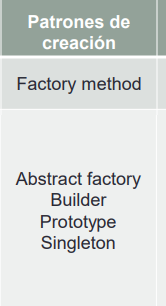 Patrones de
creación
Factory method
Abstract factory
Builder
Prototype
Singleton